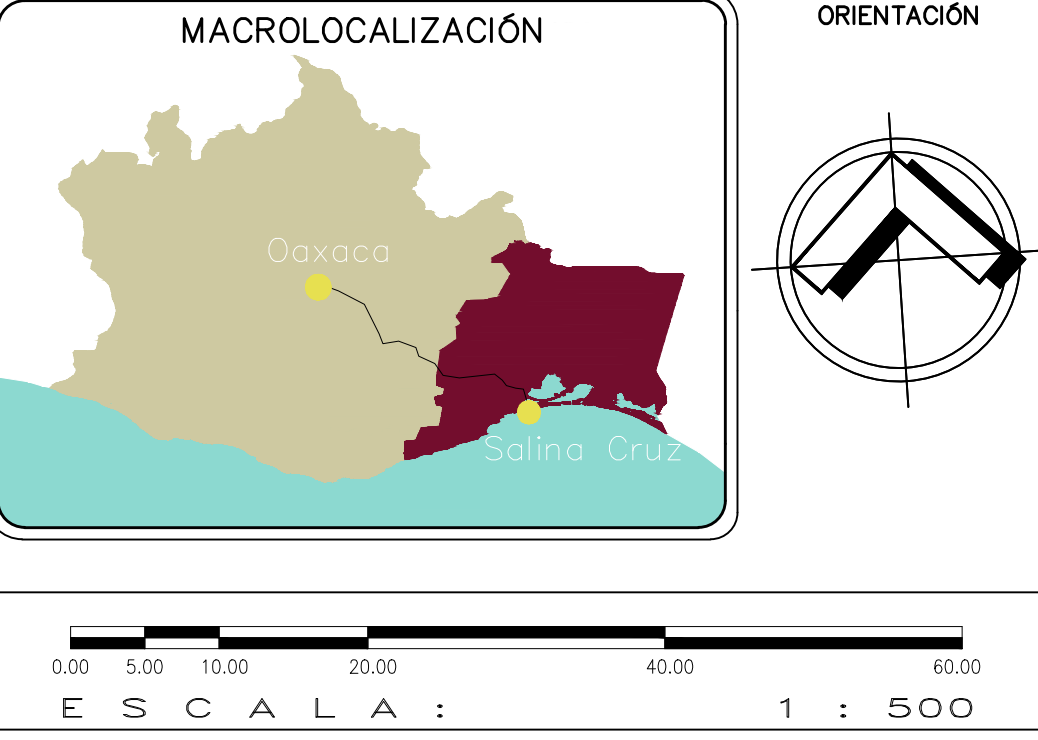 MACROLOCALIZACIÓN
ORIENTACIÓN
Oaxaca
Salina Cruz
0.00 5.00 10.00 20.00 40.00 60.00
ESCALA: 1 : 500